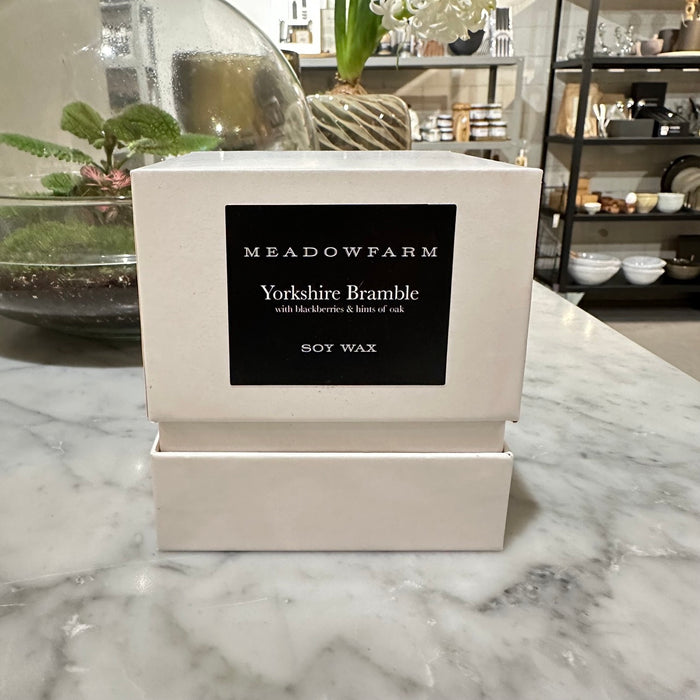 MEADOWFARM
Yorkshire Bramble
with blackberries & hints of oak
SOY WAX